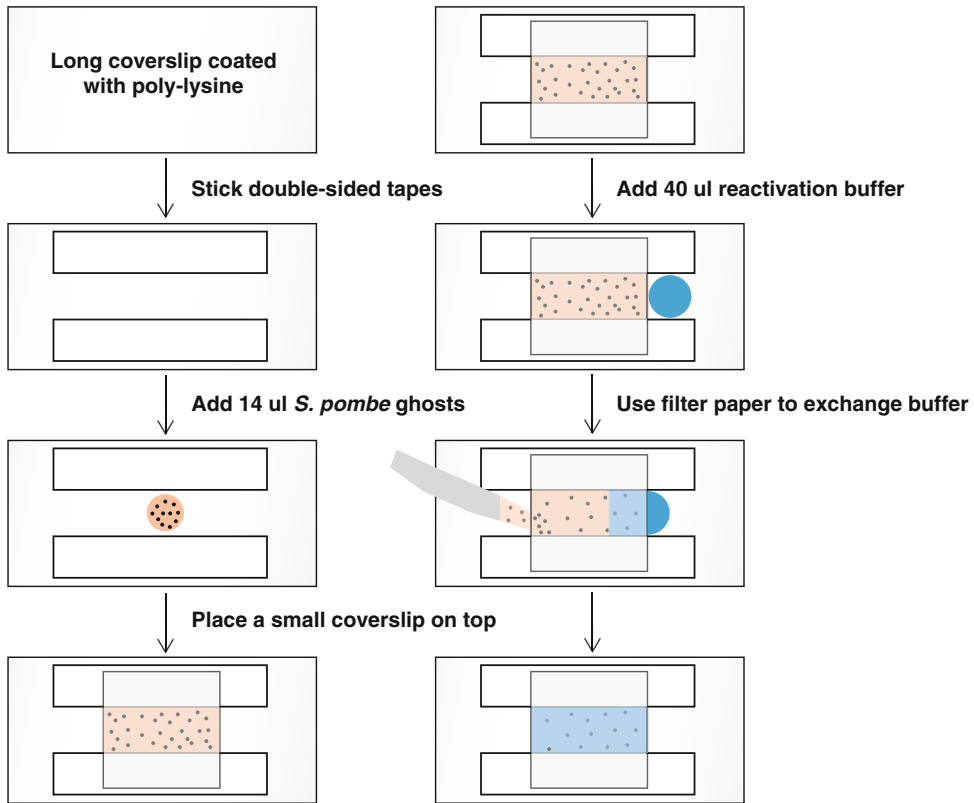 Long coverslip coated
with poly-lysine
Stick double-sided tapes
Add 14 ul S. pombe ghosts
Place a small coverslip on top
Add 40 ul reactivation buffer
Use filter paper to exchange buffer